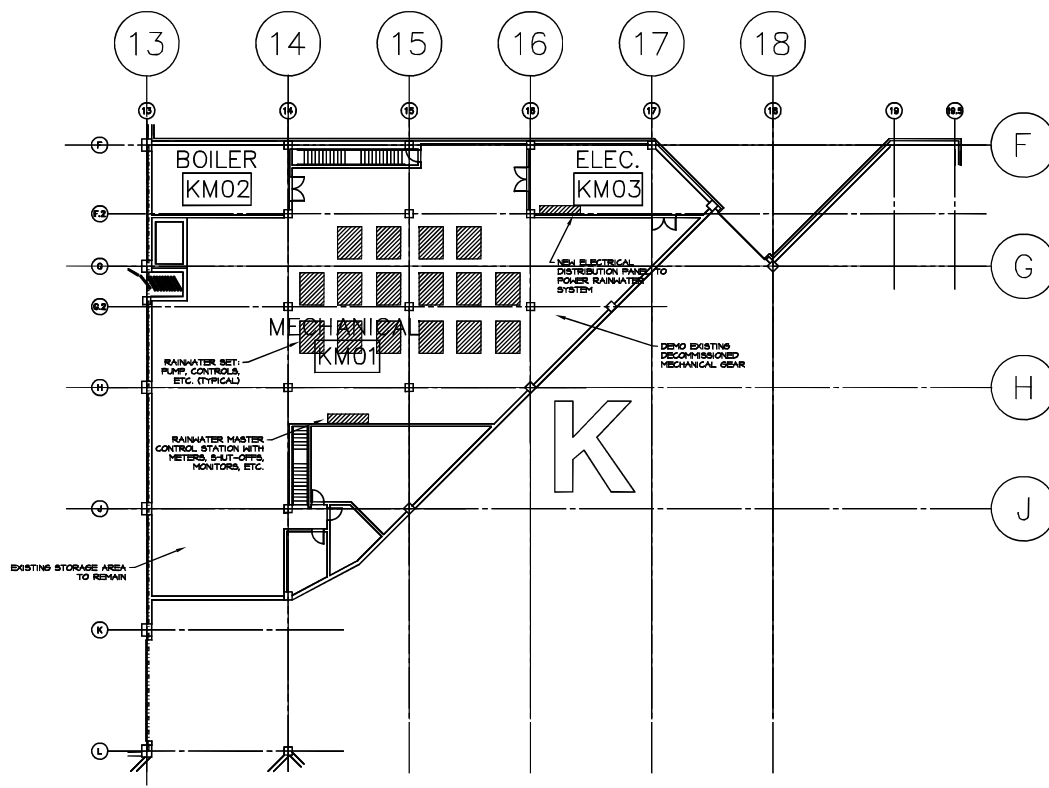 13 14 15 16 17 18
13 14 15 16 17 18 19 19.5
F F
BOILER ELEC.
KM02 KM03
F.2
G G
NEW ELECTRICAL
DISTRIBUTION PANEL TO
POWER RAINWATER
SYSTEM
G.2
MECHANICAL
KM01
DEMO EXISTING
DECOMMISSIONED
MECHANICAL GEAR
RAINWATER SET:
PUMP, CONTROLS,
ETC. (TYPICAL)
H H
K
RAINWATER MASTER
CONTROL STATION WITH
METERS, SHUT-OFFS,
MONITORS, ETC.
J J
EXISTING STORAGE AREA
TO REMAIN
K
L